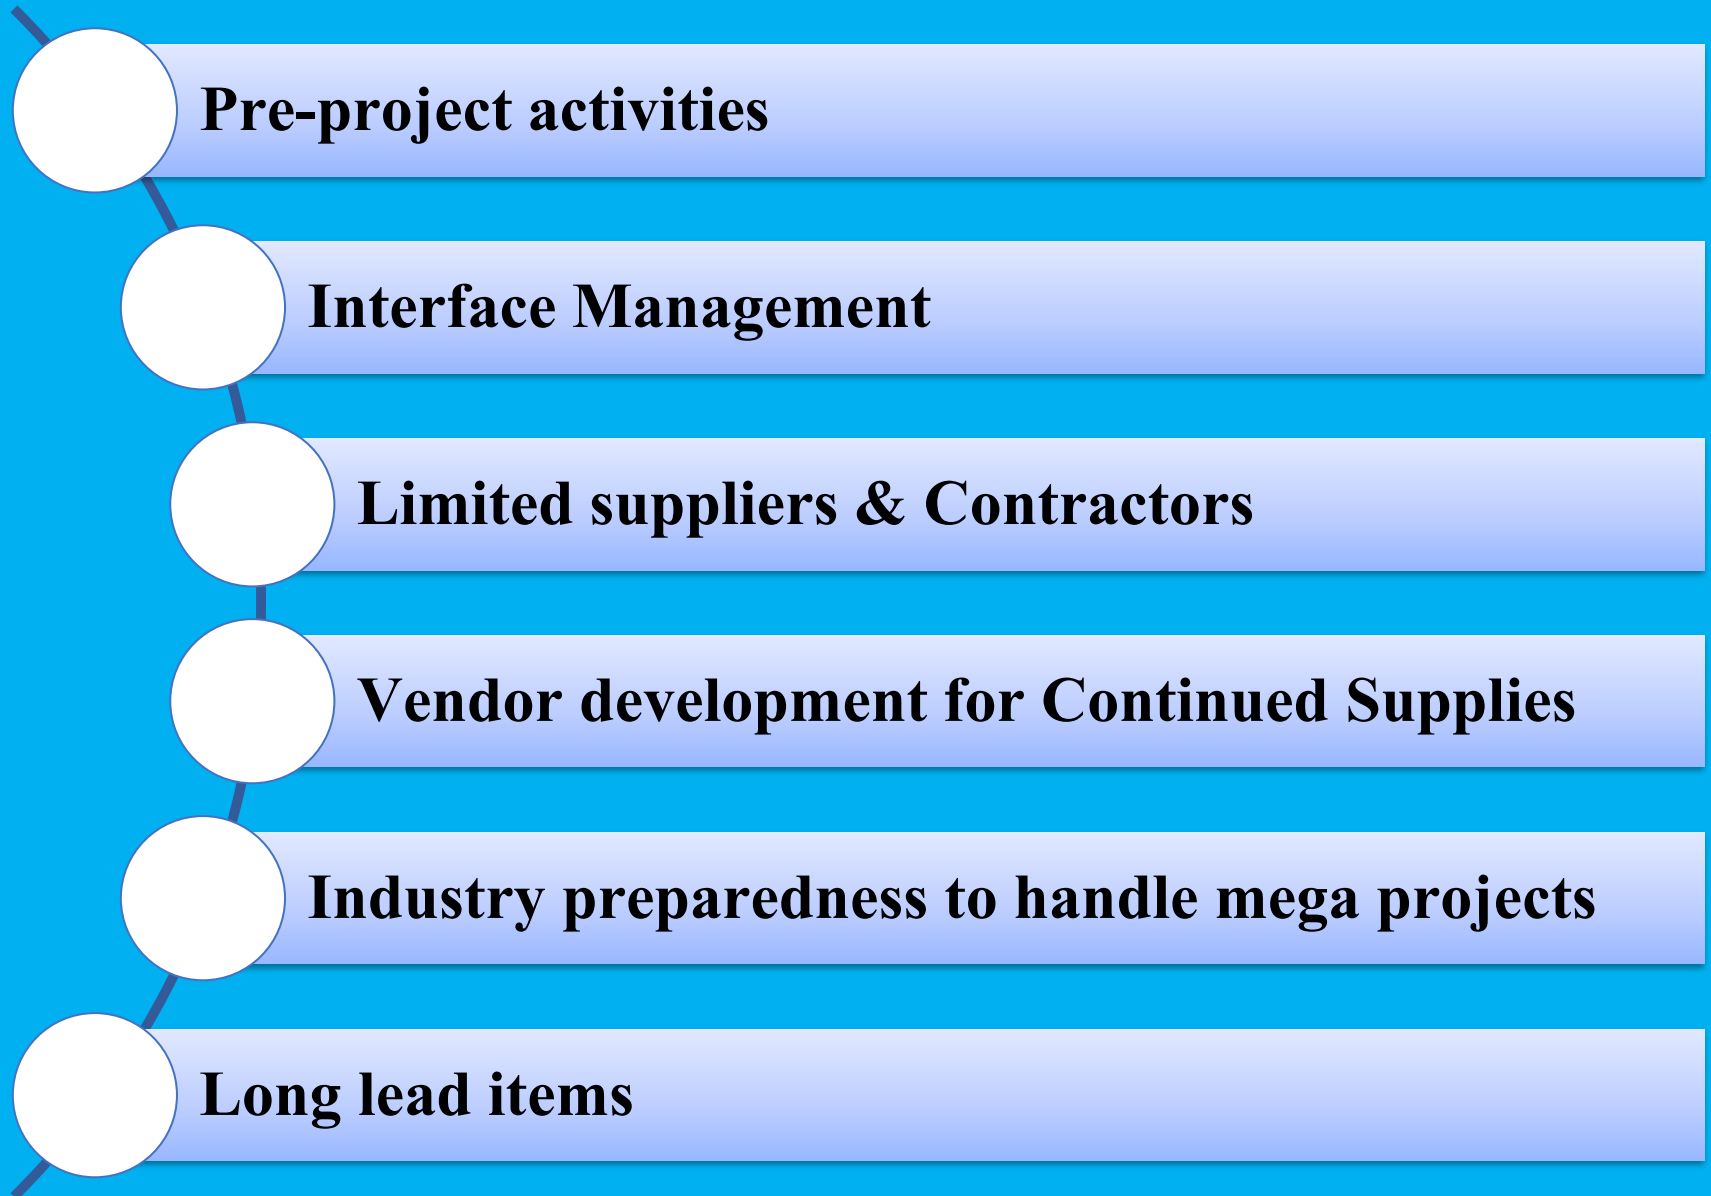 Pre-project activities
Interface Management
Limited suppliers & Contractors
Vendor development for Continued Supplies
Industry preparedness to handle mega projects
Long lead items